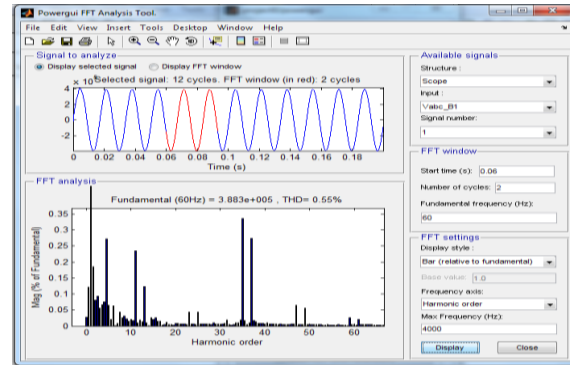 Powergui FFT Analysis Tool.
File Edit View Insert Tools Desktop Window Help
Signal to analyze
Display selected signal Display FFT window
× 10⁵ Selected signal: 12 cycles. FFT window (in red): 2 cycles
4
2
0
-2
0 0.02 0.04 0.06 0.08 0.1 0.12 0.14 0.16 0.18
Time (s)
FFT analysis
Fundamental (60Hz) = 3.883e+005 , THD= 0.55%
Mag (% of Fundamental)
0.35
0.3
0.25
0.2
0.15
0.1
0.05
0
0 10 20 30 40 50 60
Harmonic order
Available signals
Structure :
Scope
Input :
Vabc_B1
Signal number:
1
FFT window
Start time (s): 0.06
Number of cycles: 2
Fundamental frequency (Hz):
60
FFT settings
Display style :
Bar (relative to fundamental)
Base value: 1.0
Frequency axis:
Harmonic order
Max Frequency (Hz):
4000
Display Close